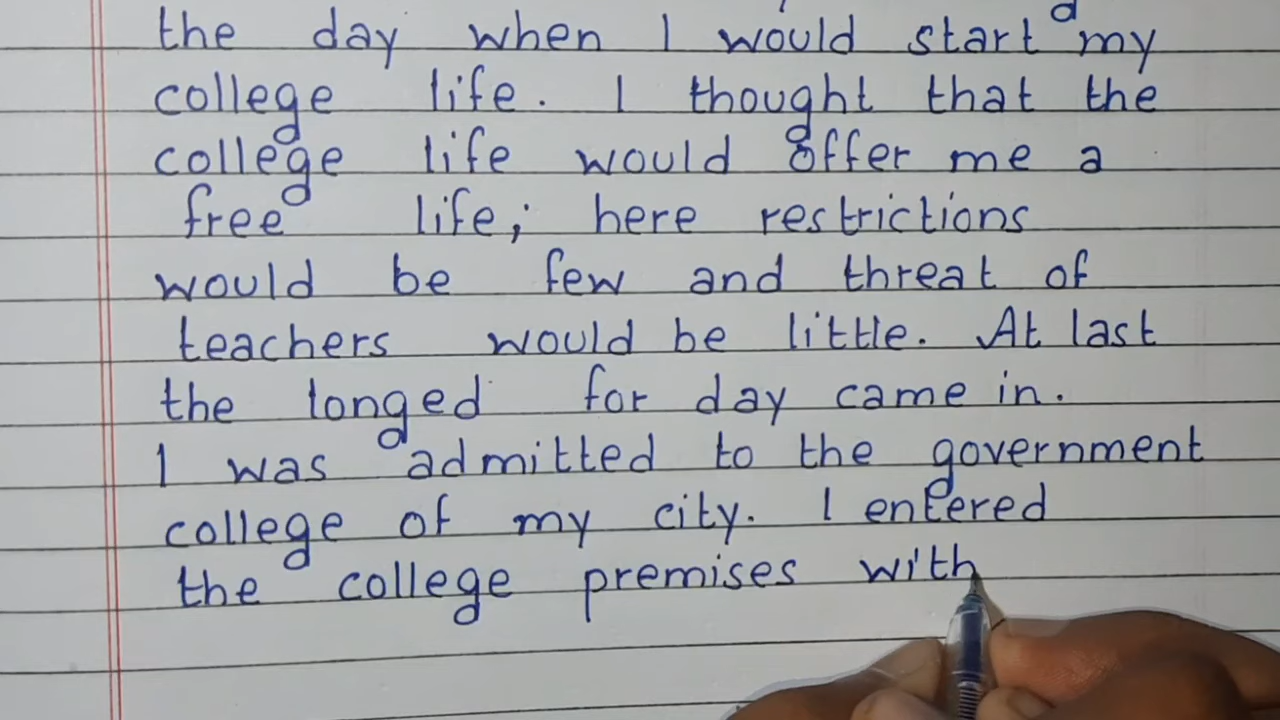 the day when I would start my
college life. I thought that the
college life would offer me a
free life; here restrictions
would be few and threat of
teachers would be little. At last
the longed for day came in.
I was admitted to the government
college of my city. I entered
the college premises with